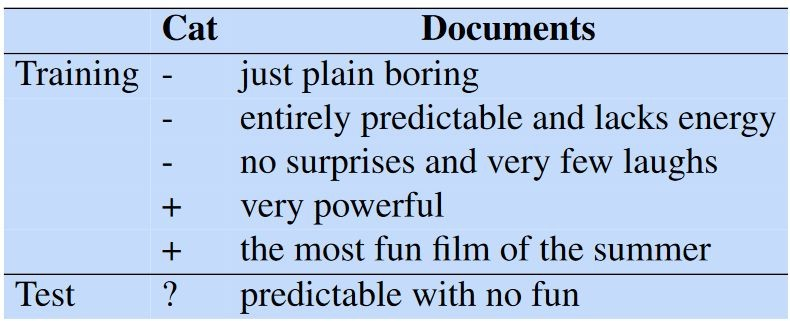 Cat Documents
Training - just plain boring
- entirely predictable and lacks energy
- no surprises and very few laughs
+ very powerful
+ the most fun film of the summer
Test ? predictable with no fun